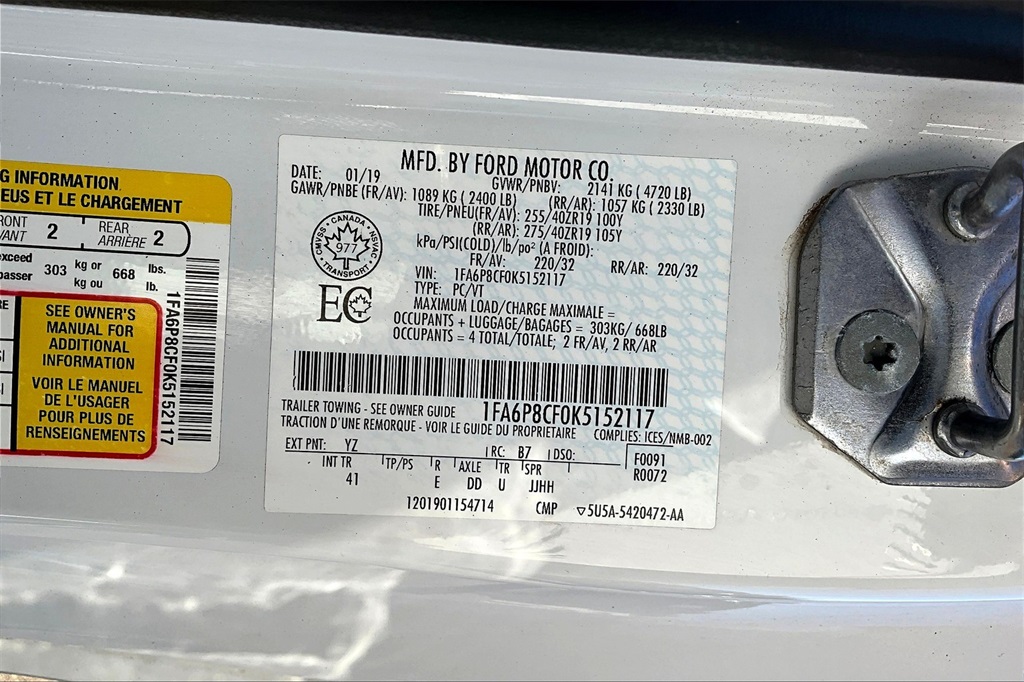 G INFORMATION
EUS ET LE CHARGEMENT
FRONT
AVANT 2
REAR
ARRIÈRE 2
exceed
passer 303 kg or
kg ou 668 lbs.
lb.
SEE OWNER'S
MANUAL FOR
ADDITIONAL
INFORMATION
VOIR LE MANUEL
DE L'USAGER
POUR PLUS DE
RENSEIGNEMENTS
1FA6P8CF0K5152117
MFD. BY FORD MOTOR CO.
DATE: 01/19 GVWR/PNBV: 2141 KG ( 4720 LB)
GAWR/PNBE (FR/AV): 1089 KG ( 2400 LB) (RR/AR): 1057 KG ( 2330 LB)
TIRE/PNEU(FR/AV): 255/40ZR19 100Y
(RR/AR): 275/40ZR19 105Y
kPa/PSI(COLD)/lb/po² (A FROID):
FR/AV: 220/32 RR/AR: 220/32
VIN: 1FA6P8CF0K5152117
TYPE: PC/VT
MAXIMUM LOAD/CHARGE MAXIMALE =
OCCUPANTS + LUGGAGE/BAGAGES = 303KG/ 668LB
OCCUPANTS = 4 TOTAL/TOTALE; 2 FR/AV, 2 RR/AR
CANADA
CMVSS NSVAC
977
TRANSPORT
EC
TRAILER TOWING - SEE OWNER GUIDE 1FA6P8CF0K5152117
TRACTION D'UNE REMORQUE - VOIR LE GUIDE DU PROPRIETAIRE COMPLIES: ICES/NMB-002
EXT PNT: YZ RC: B7 DSO: F0091
INT TR TP/PS R AXLE TR SPR R0072
41 E DD U JJHH
1201901154714 CMP ▽5U5A-5420472-AA